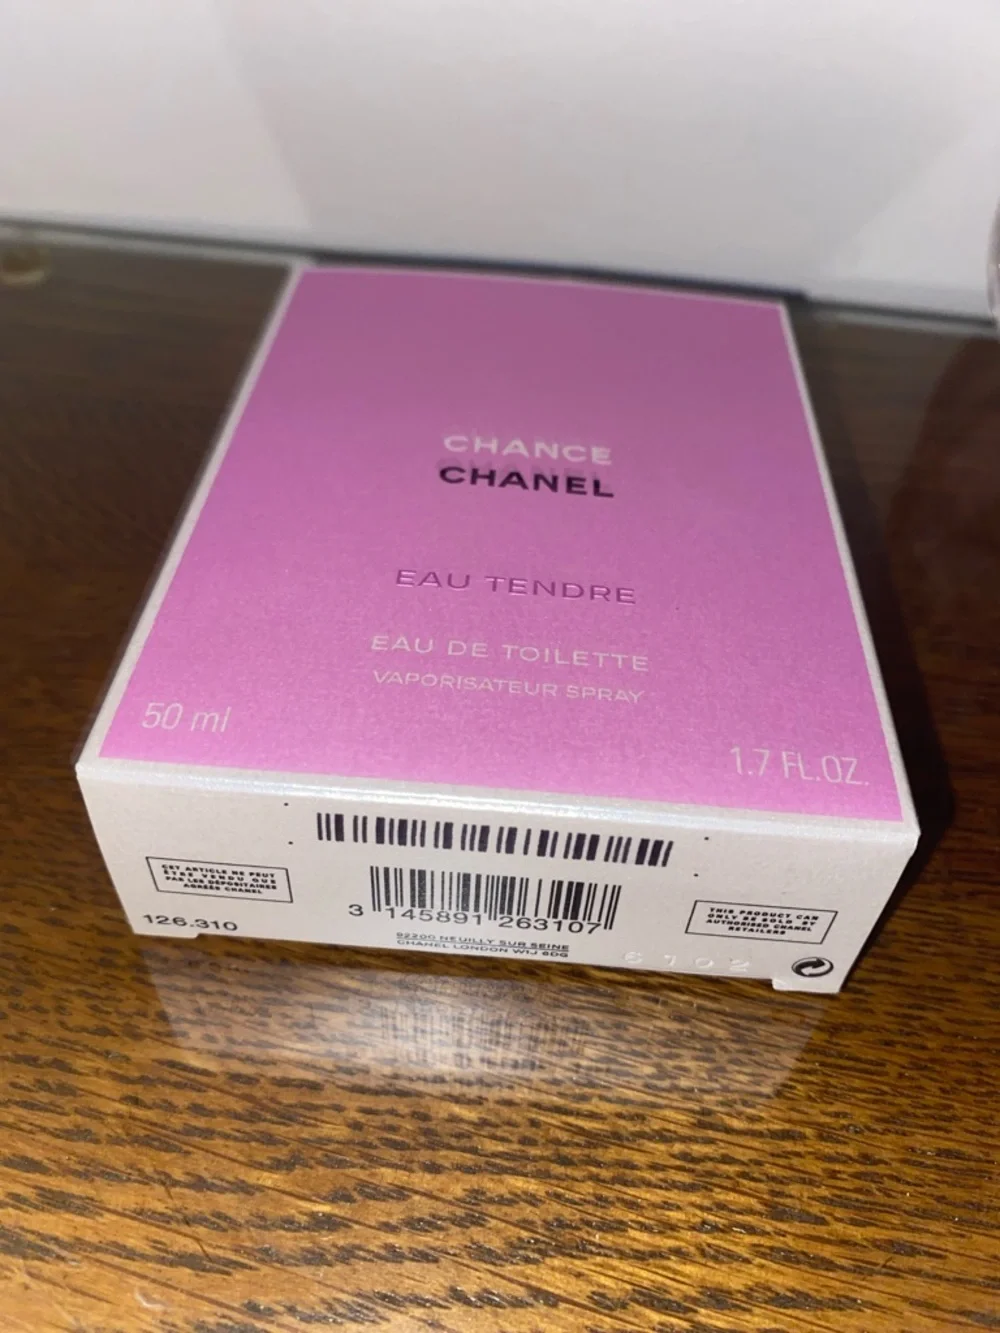 CHANCE
CHANEL
EAU TENDRE
EAU DE TOILETTE
VAPORISATEUR SPRAY
50 ml
1.7 FL.OZ.
CET ARTICLE NE PEUT
ÊTRE VENDU QUE
PAR LES DÉPOSITAIRES
AGRÉÉS CHANEL
126.310
3 145891 263107
92200 NEUILLY SUR SEINE
CHANEL LONDON W1J 6DG
THIS PRODUCT CAN
ONLY BE SOLD BY
AUTHORISED CHANEL
RETAILERS